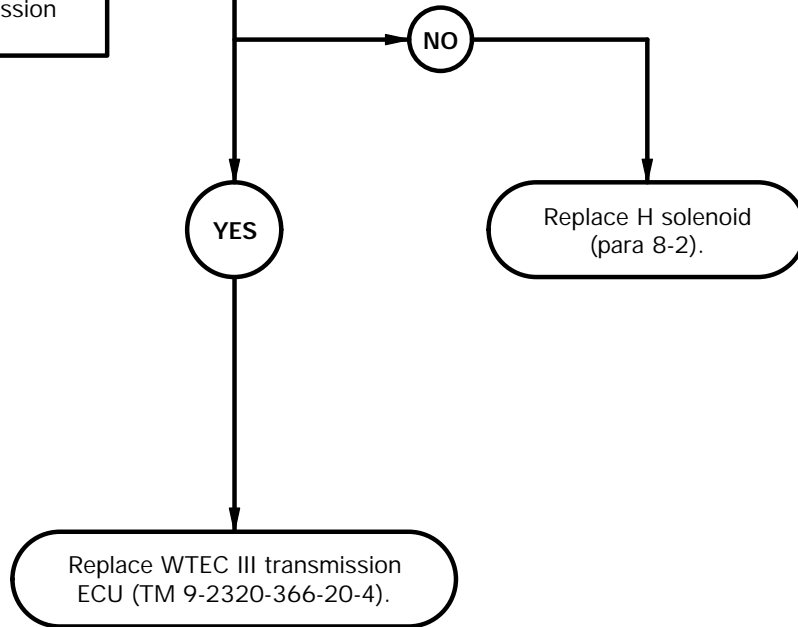 ssion
NO
YES
Replace H solenoid
(para 8-2).
Replace WTEC III transmission
ECU (TM 9-2320-366-20-4).